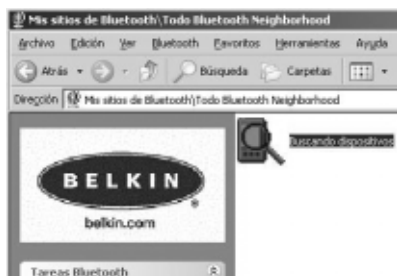 Mis sitios de Bluetooth\Todo Bluetooth Neighborhood
Archivo Edición Ver Bluetooth Favoritos Herramientas Ayuda
Atrás Búsqueda Carpetas
Dirección Mis sitios de Bluetooth\Todo Bluetooth Neighborhood
Buscando dispositivos
BELKIN
®
belkin.com
Tareas Bluetooth